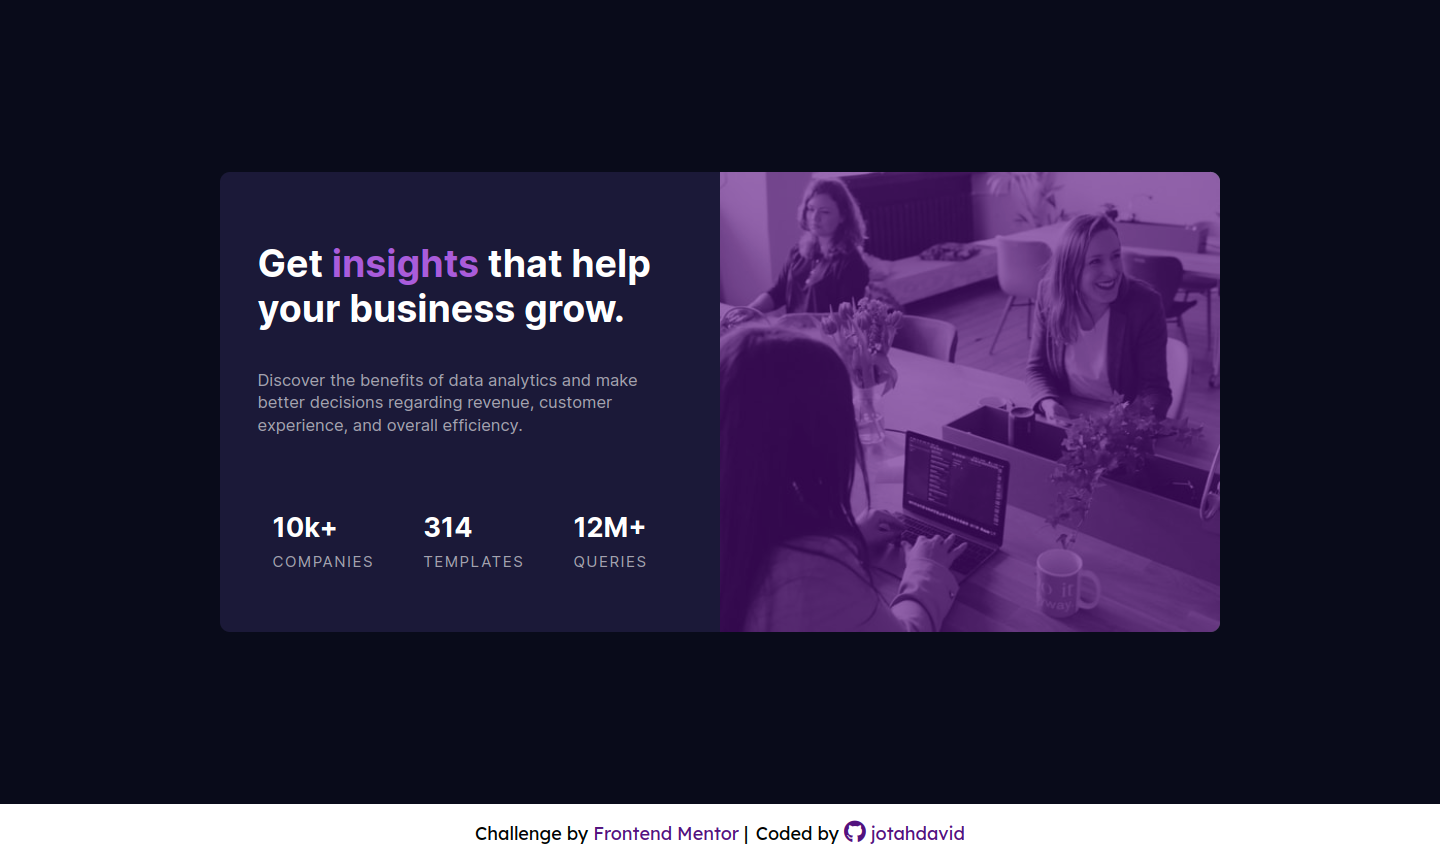 Get insights that help
your business grow.
Discover the benefits of data analytics and make
better decisions regarding revenue, customer
experience, and overall efficiency.
10k+ 314 12M+
COMPANIES TEMPLATES QUERIES
Challenge by Frontend Mentor | Coded by jotahdavid